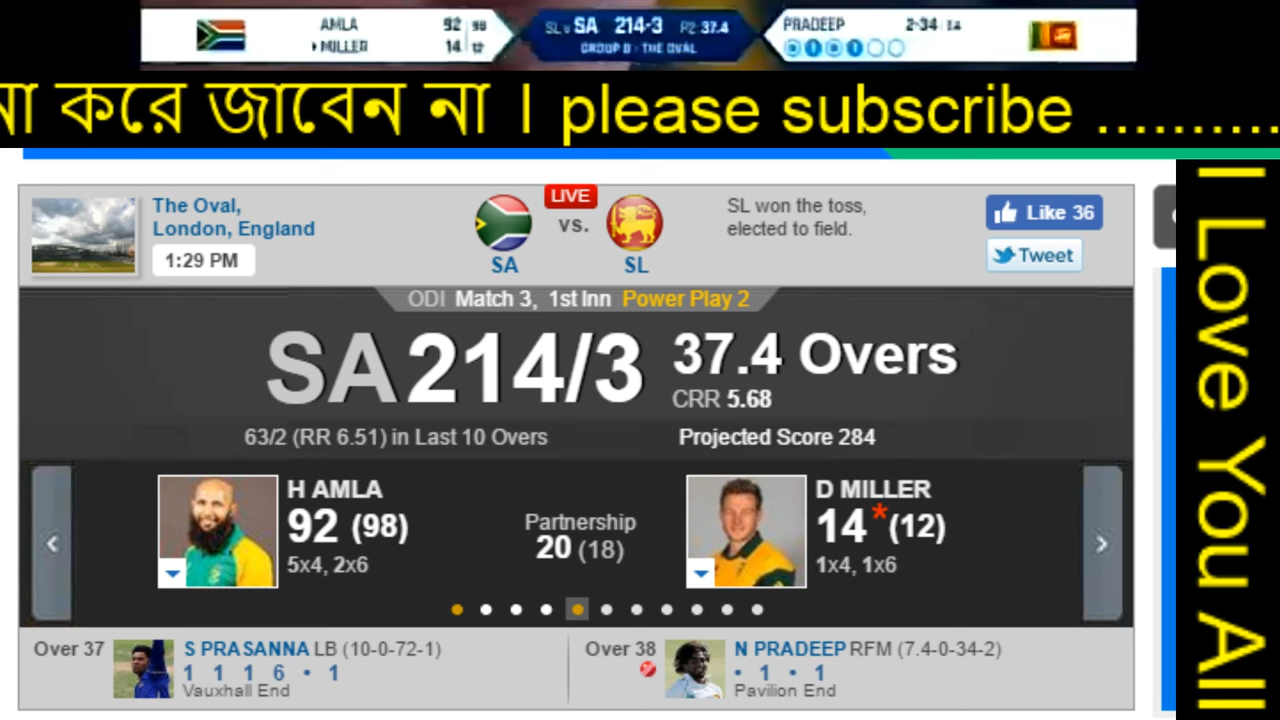 AMLA 92 98
SL v SA 214-3 P2 37.4
PRADEEP 2-34
MILLER 14 12
GROUP B · THE OVAL
না করে জাবেন না । please subscribe ..........
I Love You All
The Oval,
London, England
1:29 PM
LIVE
vs.
SA
SL
SL won the toss,
elected to field.
Like 36
Tweet
ODI Match 3, 1st Inn Power Play 2
SA 214/3 37.4 Overs
CRR 5.68
63/2 (RR 6.51) in Last 10 Overs
Projected Score 284
H AMLA
92 (98)
5x4, 2x6
Partnership
20 (18)
D MILLER
14*(12)
1x4, 1x6
Over 37
S PRASANNA LB (10-0-72-1)
1 1 1 6 • 1
Vauxhall End
Over 38
N PRADEEP RFM (7.4-0-34-2)
• 1 • 1
Pavilion End